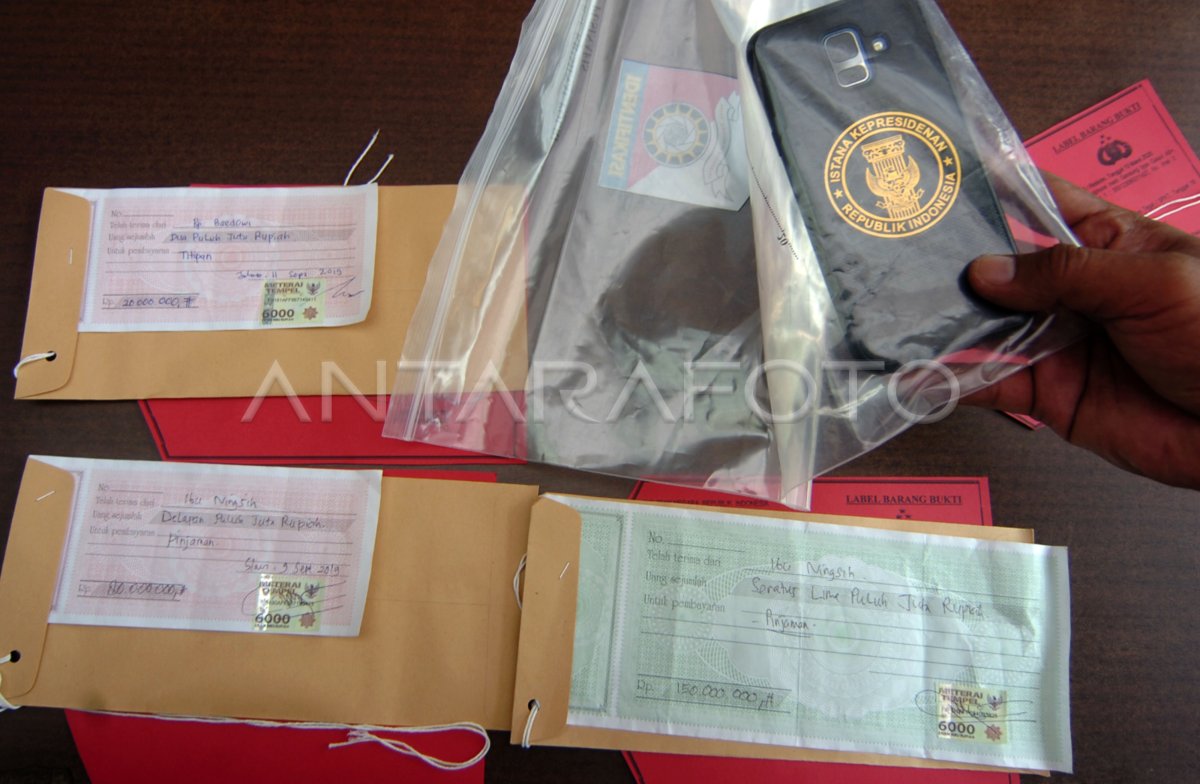 No.
Telah terima dari Bp Baedowi
Uang sejumlah Dua Puluh Juta Rupiah
Untuk pembayaran Titipan
11 Sept 2019
Rp. 20.000.000,-
METERAI
TEMPEL
6000
IDENTIFIKASI
ISTANA KEPRESIDENAN
REPUBLIK INDONESIA
LABEL BARANG BUKTI
ANTARAFOTO
No.
Telah terima dari Ibu Ningsih
Uang sejumlah Delapan Puluh Juta Rupiah.
Untuk pembayaran Pinjaman.
9 Sept 2019
Rp. 80.000.000,-
METERAI
TEMPEL
6000
REPUBLIK INDONESIA
LABEL BARANG BUKTI
No.
Telah terima dari Ibu Ningsih
Uang sejumlah Seratus Lima Puluh Juta Rupiah
Untuk pembayaran - Pinjaman -
Rp. 150.000.000,-
METERAI
TEMPEL
6000